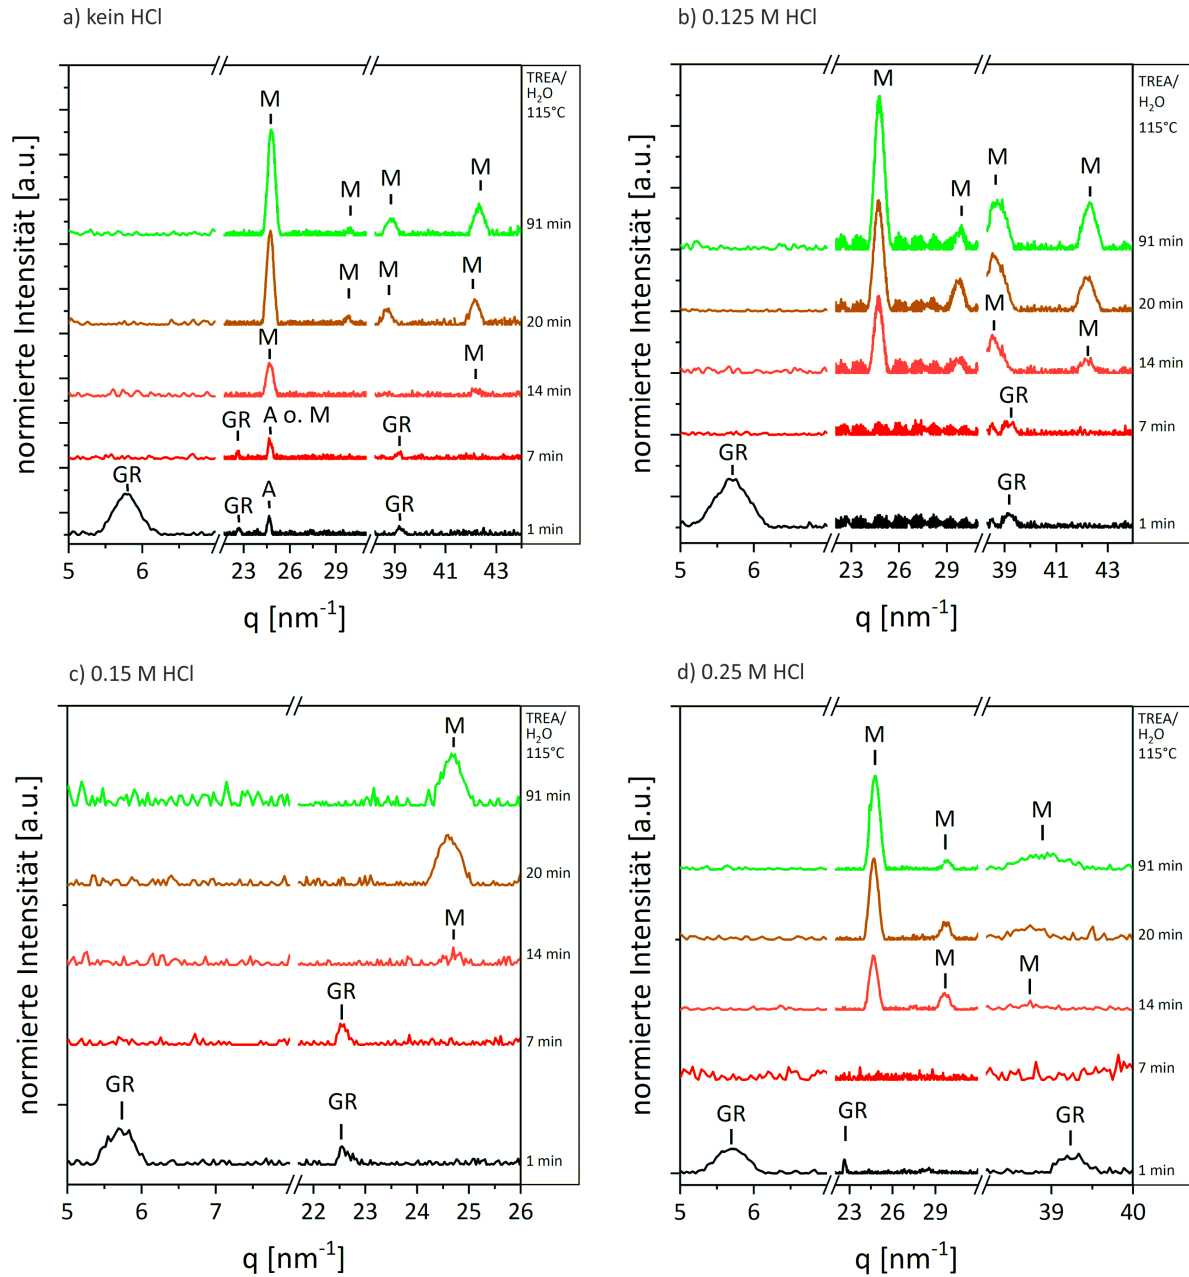 a) kein HCl
normierte Intensität [a.u.]
TREA/
H₂O
115°C
M
M
M
M
91 min
M
M
M
20 min
M
M
14 min
GR
A o. M
GR
7 min
GR
GR
A
GR
1 min
5 6 23 26 29 39 41 43
q [nm⁻¹]
b) 0.125 M HCl
normierte Intensität [a.u.]
TREA/
H₂O
115°C
M
M
M
M
91 min
20 min
M
M
14 min
GR
7 min
GR
GR
1 min
5 6 23 26 29 39 41 43
q [nm⁻¹]
c) 0.15 M HCl
normierte Intensität [a.u.]
TREA/
H₂O
115°C
M
91 min
20 min
M
14 min
GR
7 min
GR
GR
1 min
5 6 7 22 23 24 25 26
q [nm⁻¹]
d) 0.25 M HCl
normierte Intensität [a.u.]
TREA/
H₂O
115°C
M
M
M
91 min
20 min
M
M
14 min
7 min
GR
GR
GR
1 min
5 6 23 26 29 39 40
q [nm⁻¹]